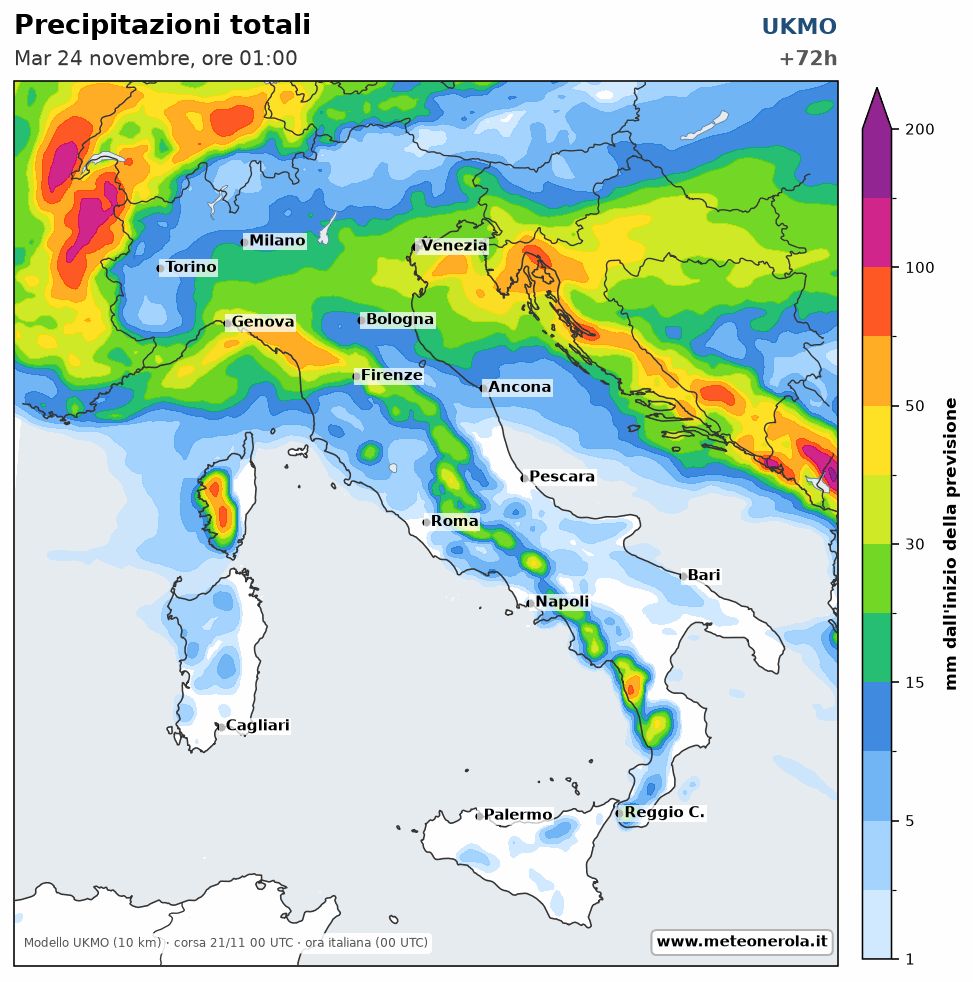 Precipitazioni totali
UKMO
Mar 24 novembre, ore 01:00
+72h
200
100
50
30
15
5
1
mm dall'inizio della previsione
Milano
Venezia
Torino
Genova
Bologna
Firenze
Ancona
Pescara
Roma
Bari
Napoli
Cagliari
Palermo
Reggio C.
Modello UKMO (10 km) · corsa 21/11 00 UTC · ora italiana (00 UTC)
www.meteonerola.it